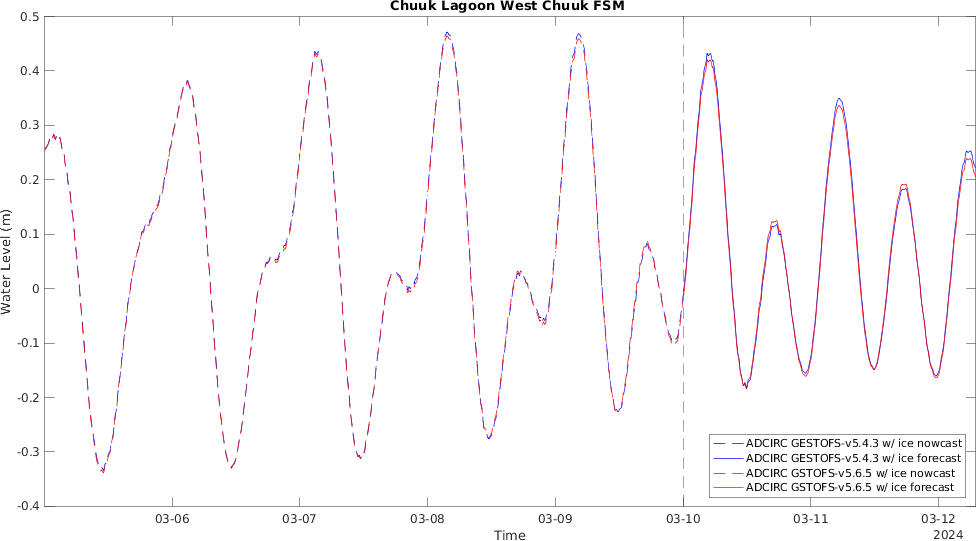 Chuuk Lagoon West Chuuk FSM
0.5
0.4
0.3
0.2
0.1
0
-0.1
-0.2
-0.3
-0.4
Water Level (m)
ADCIRC GESTOFS-v5.4.3 w/ ice nowcast
ADCIRC GESTOFS-v5.4.3 w/ ice forecast
ADCIRC GSTOFS-v5.6.5 w/ ice nowcast
ADCIRC GSTOFS-v5.6.5 w/ ice forecast
03-06 03-07 03-08 03-09 03-10 03-11 03-12
Time
2024